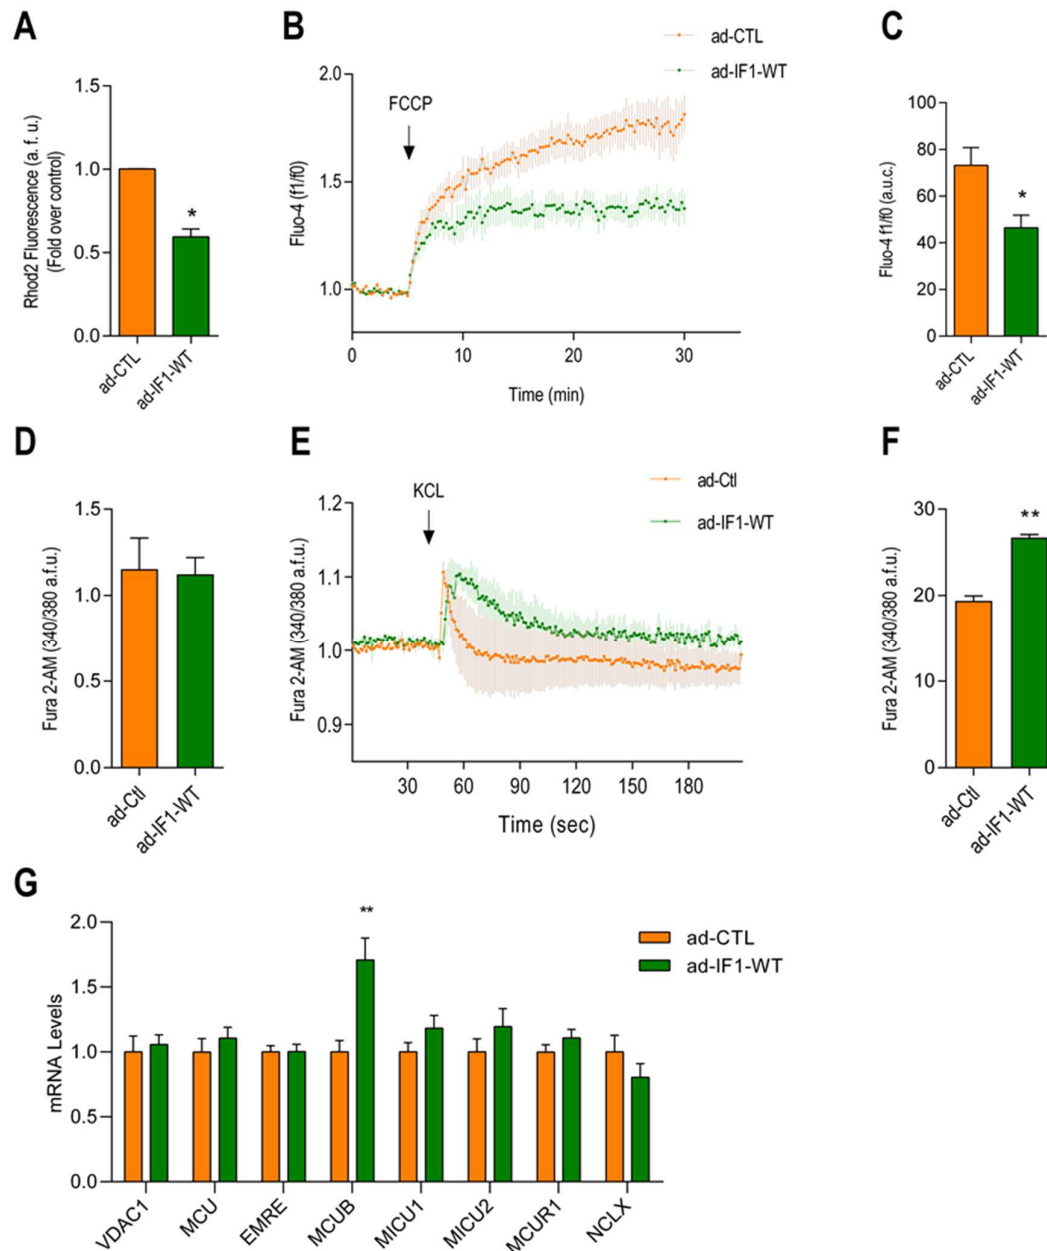 A
B
C
Rhod2 Fluorescence (a. f. u.)
(Fold over control)
1.5
1.0
0.5
0.0
ad-CTL
ad-IF1-WT
*
Fluo-4 (f1/f0)
2.0
1.5
1.0
FCCP
ad-CTL
ad-IF1-WT
0
10
20
30
Time (min)
Fluo-4 f1/f0 (a.u.c.)
100
80
60
40
20
0
*
ad-CTL
ad-IF1-WT
D
E
F
Fura 2-AM (340/380 a.f.u.)
1.5
1.0
0.5
0.0
ad-Ctl
ad-IF1-WT
Fura 2-AM (340/380 a.f.u.)
1.2
1.1
1.0
0.9
KCL
ad-Ctl
ad-IF1-WT
30
60
90
120
150
180
Time (sec)
Fura 2-AM (340/380 a.f.u.)
30
20
10
0
**
ad-Ctl
ad-IF1-WT
G
mRNA Levels
2.0
1.5
1.0
0.5
0.0
**
ad-CTL
ad-IF1-WT
VDAC1
MCU
EMRE
MCUB
MICU1
MICU2
MCUR1
NCLX